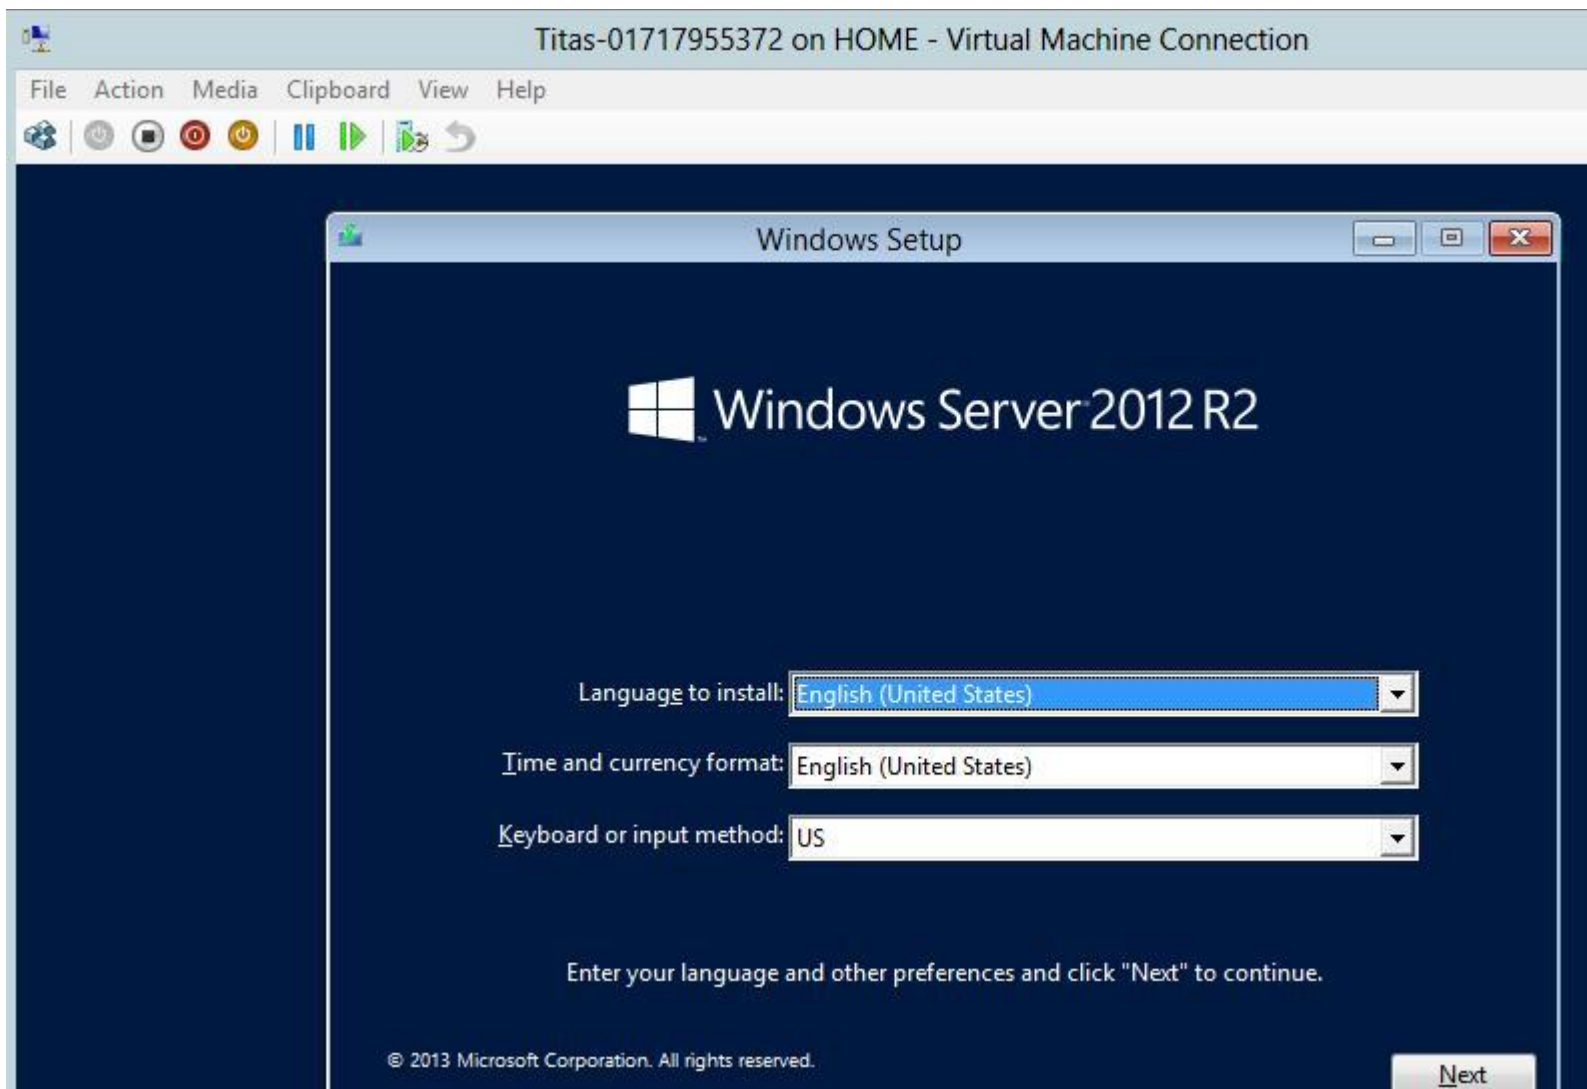 Titas-01717955372 on HOME - Virtual Machine Connection
File Action Media Clipboard View Help
Windows Setup
Windows Server 2012 R2
Language to install: English (United States)
Time and currency format: English (United States)
Keyboard or input method: US
Enter your language and other preferences and click "Next" to continue.
© 2013 Microsoft Corporation. All rights reserved.
Next